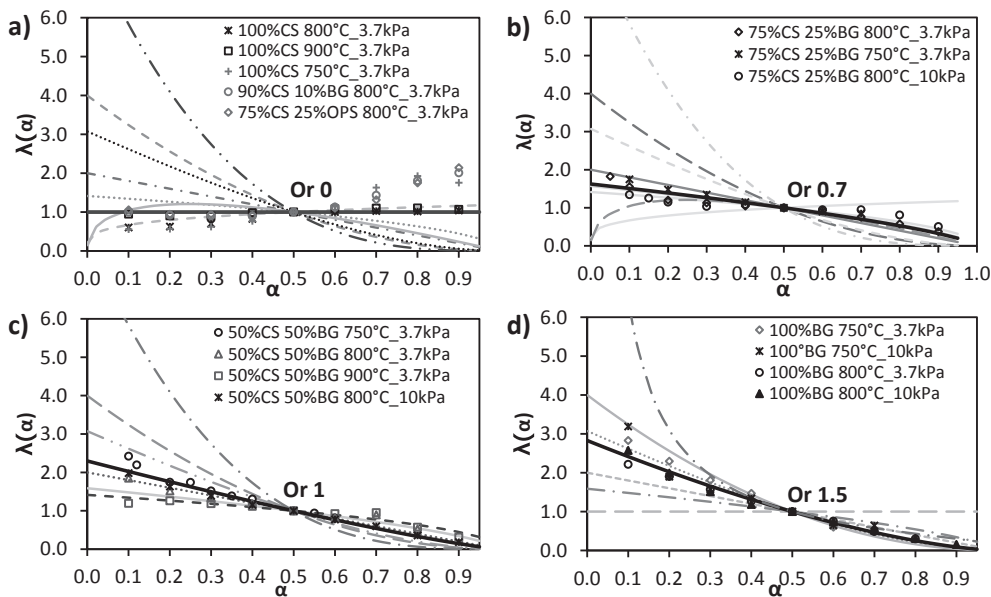 a)
6.0
5.0
4.0
3.0
2.0
1.0
0.0
λ(α)
100%CS 800°C_3.7kPa
100%CS 900°C_3.7kPa
100%CS 750°C_3.7kPa
90%CS 10%BG 800°C_3.7kPa
75%CS 25%OPS 800°C_3.7kPa
Or 0
0.0 0.1 0.2 0.3 0.4 0.5 0.6 0.7 0.8 0.9
α
b)
6.0
5.0
4.0
3.0
2.0
1.0
0.0
λ(α)
75%CS 25%BG 800°C_3.7kPa
75%CS 25%BG 750°C_3.7kPa
75%CS 25%BG 800°C_10kPa
Or 0.7
0.0 0.1 0.2 0.3 0.4 0.5 0.6 0.7 0.8 0.9 1.0
α
c)
6.0
5.0
4.0
3.0
2.0
1.0
0.0
λ(α)
50%CS 50%BG 750°C_3.7kPa
50%CS 50%BG 800°C_3.7kPa
50%CS 50%BG 900°C_3.7kPa
50%CS 50%BG 800°C_10kPa
Or 1
0.0 0.1 0.2 0.3 0.4 0.5 0.6 0.7 0.8 0.9
α
d)
6.0
5.0
4.0
3.0
2.0
1.0
0.0
λ(α)
100%BG 750°C_3.7kPa
100°BG 750°C_10kPa
100%BG 800°C_3.7kPa
100%BG 800°C_10kPa
Or 1.5
0.0 0.1 0.2 0.3 0.4 0.5 0.6 0.7 0.8 0.9
α